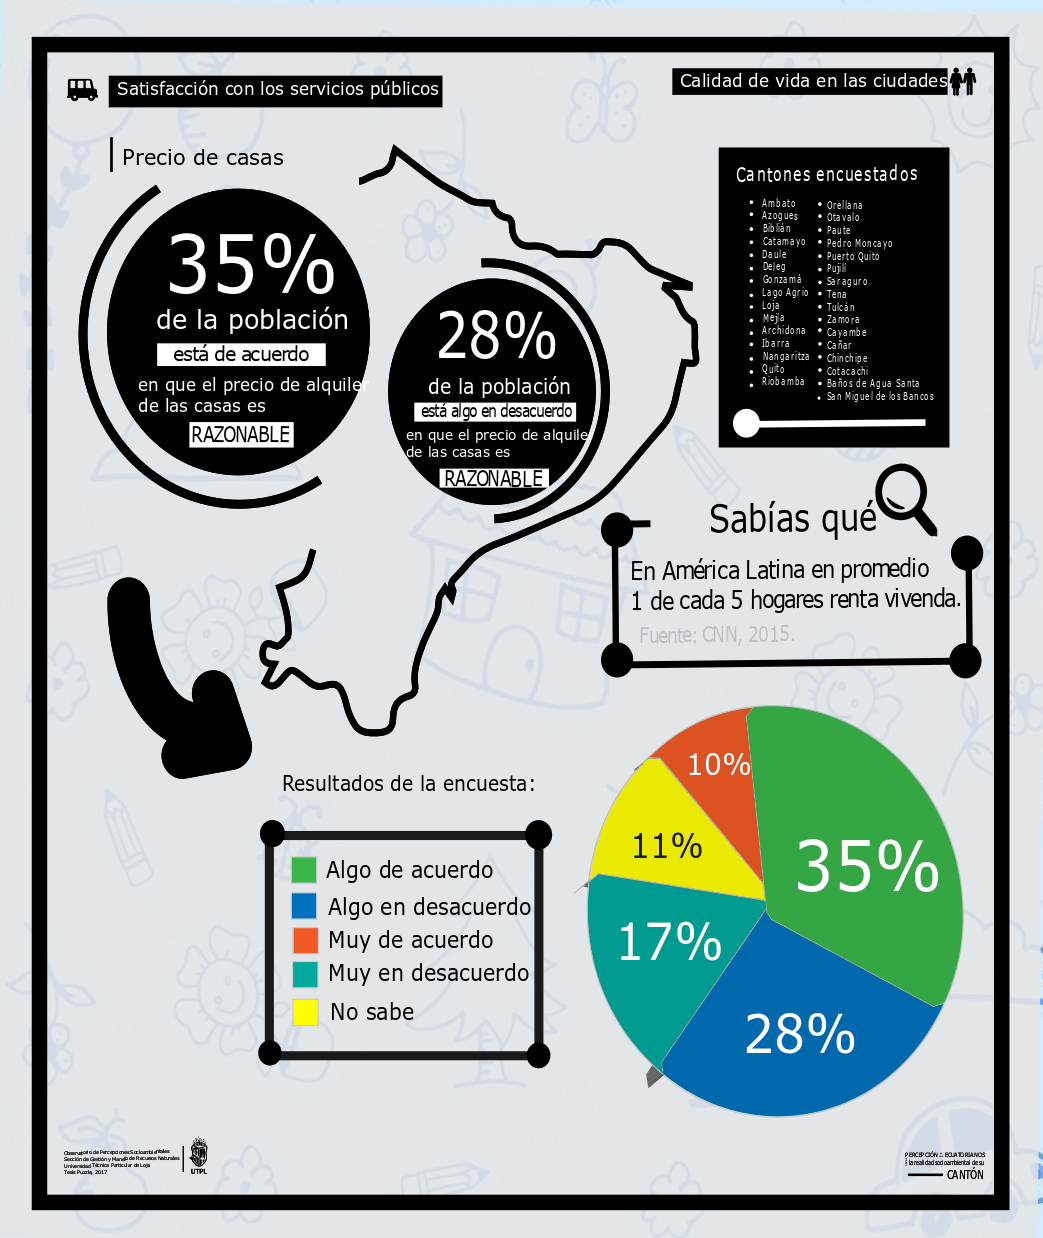 Satisfacción con los servicios públicos
Calidad de vida en las ciudades
Precio de casas
35%
de la población
está de acuerdo
en que el precio de alquiler
de las casas es
RAZONABLE
28%
de la población
está algo en desacuerdo
en que el precio de alquiler
de las casas es
RAZONABLE
Cantones encuestados
• Ambato
• Azogues
• Biblián
• Catamayo
• Daule
• Deleg
• Gonzamá
• Lago Agrio
• Loja
• Mejía
• Archidona
• Ibarra
• Nangaritza
• Quito
• Riobamba
• Orellana
• Otavalo
• Paute
• Pedro Moncayo
• Puerto Quito
• Pujilí
• Saraguro
• Tena
• Tulcán
• Zamora
• Cayambe
• Cañar
• Chinchipe
• Cotacachi
• Baños de Agua Santa
• San Miguel de los Bancos
Sabías qué
En América Latina en promedio
1 de cada 5 hogares renta vivenda.
Fuente: CNN, 2015.
Resultados de la encuesta:
Algo de acuerdo
Algo en desacuerdo
Muy de acuerdo
Muy en desacuerdo
No sabe
10%
35%
11%
17%
28%
Observatorio de Percepciones Socioambientales
Sección de Gestión y Manejo de Recursos Naturales
Universidad Técnica Particular de Loja
Tesis Puzzle, 2017
UTPL
PERCEPCIÓN ECUATORIANOS
la realidad socioambiental de su
CANTÓN